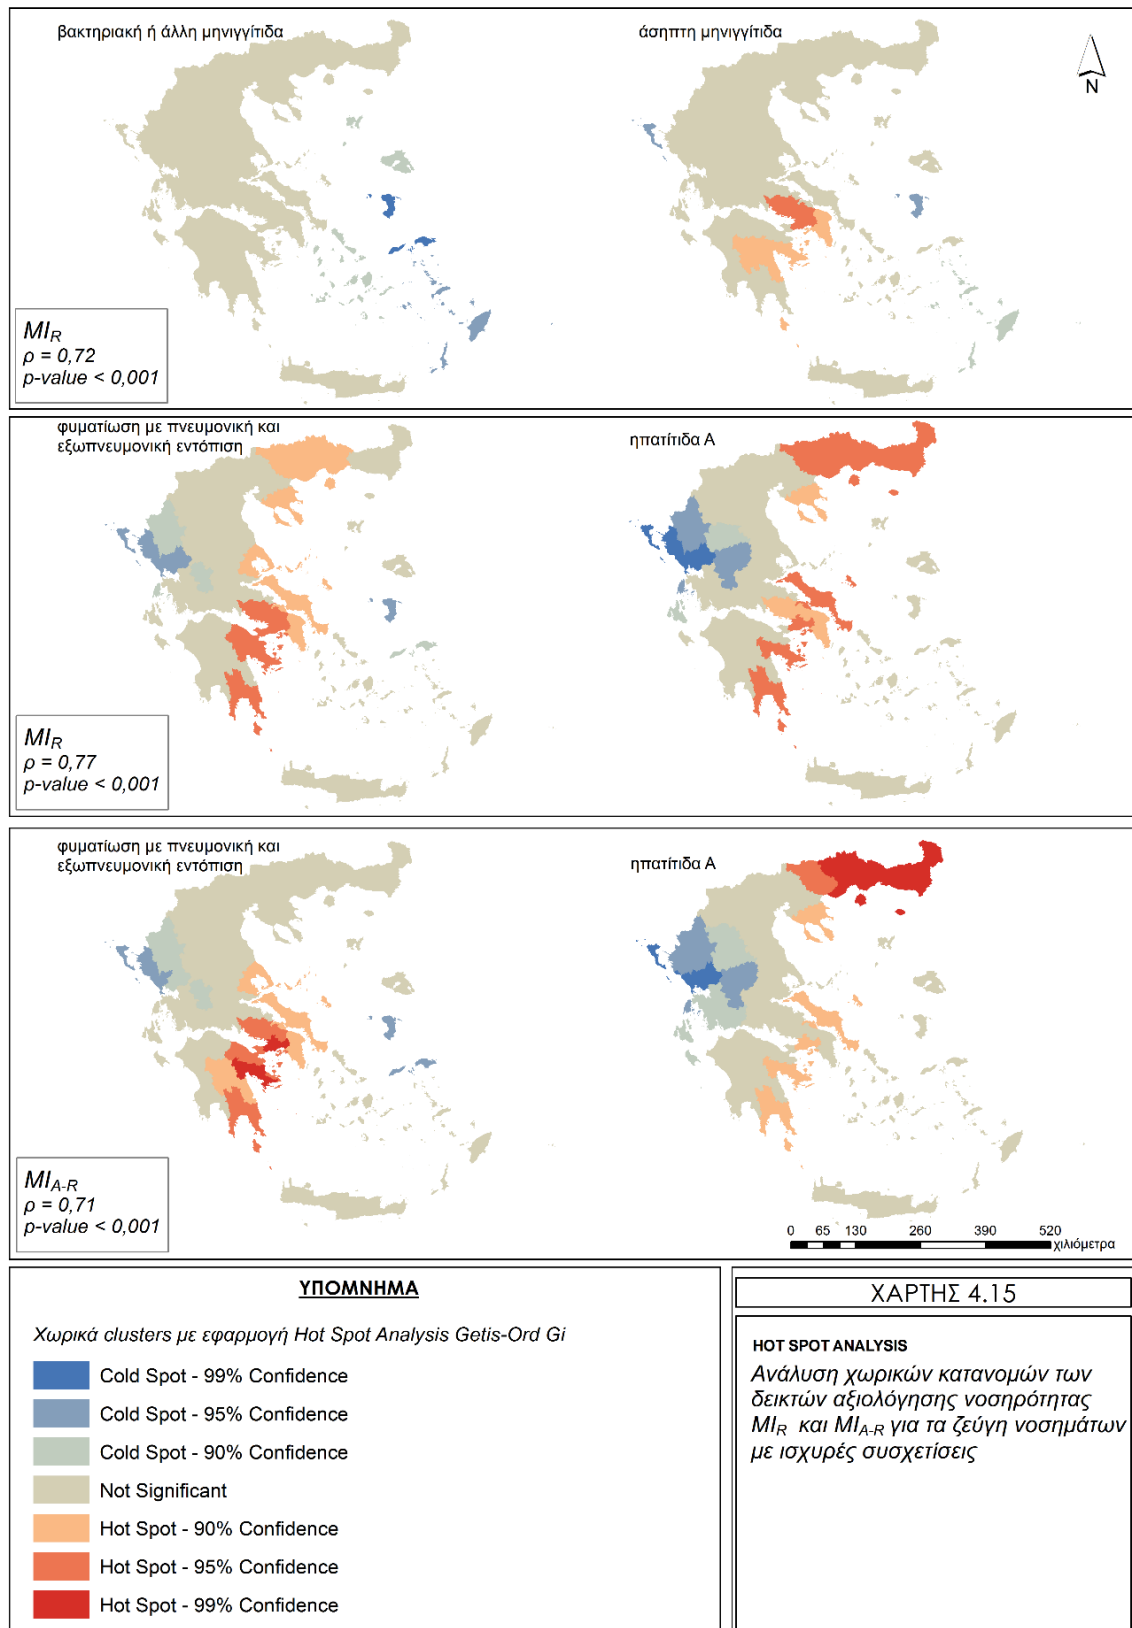 βακτηριακή ή άλλη μηνιγγίτιδα
άσηπτη μηνιγγίτιδα
N
MI_R
ρ = 0,72
p-value < 0,001
φυματίωση με πνευμονική και
εξωπνευμονική εντόπιση
ηπατίτιδα Α
MI_R
ρ = 0,77
p-value < 0,001
φυματίωση με πνευμονική και
εξωπνευμονική εντόπιση
ηπατίτιδα Α
MI_A-R
ρ = 0,71
p-value < 0,001
0 65 130 260 390 520
χιλιόμετρα
ΥΠΟΜΝΗΜΑ
Χωρικά clusters με εφαρμογή Hot Spot Analysis Getis-Ord Gi
Cold Spot - 99% Confidence
Cold Spot - 95% Confidence
Cold Spot - 90% Confidence
Not Significant
Hot Spot - 90% Confidence
Hot Spot - 95% Confidence
Hot Spot - 99% Confidence
ΧΑΡΤΗΣ 4.15
HOT SPOT ANALYSIS
Ανάλυση χωρικών κατανομών των
δεικτών αξιολόγησης νοσηρότητας
MI_R και MI_A-R για τα ζεύγη νοσημάτων
με ισχυρές συσχετίσεις